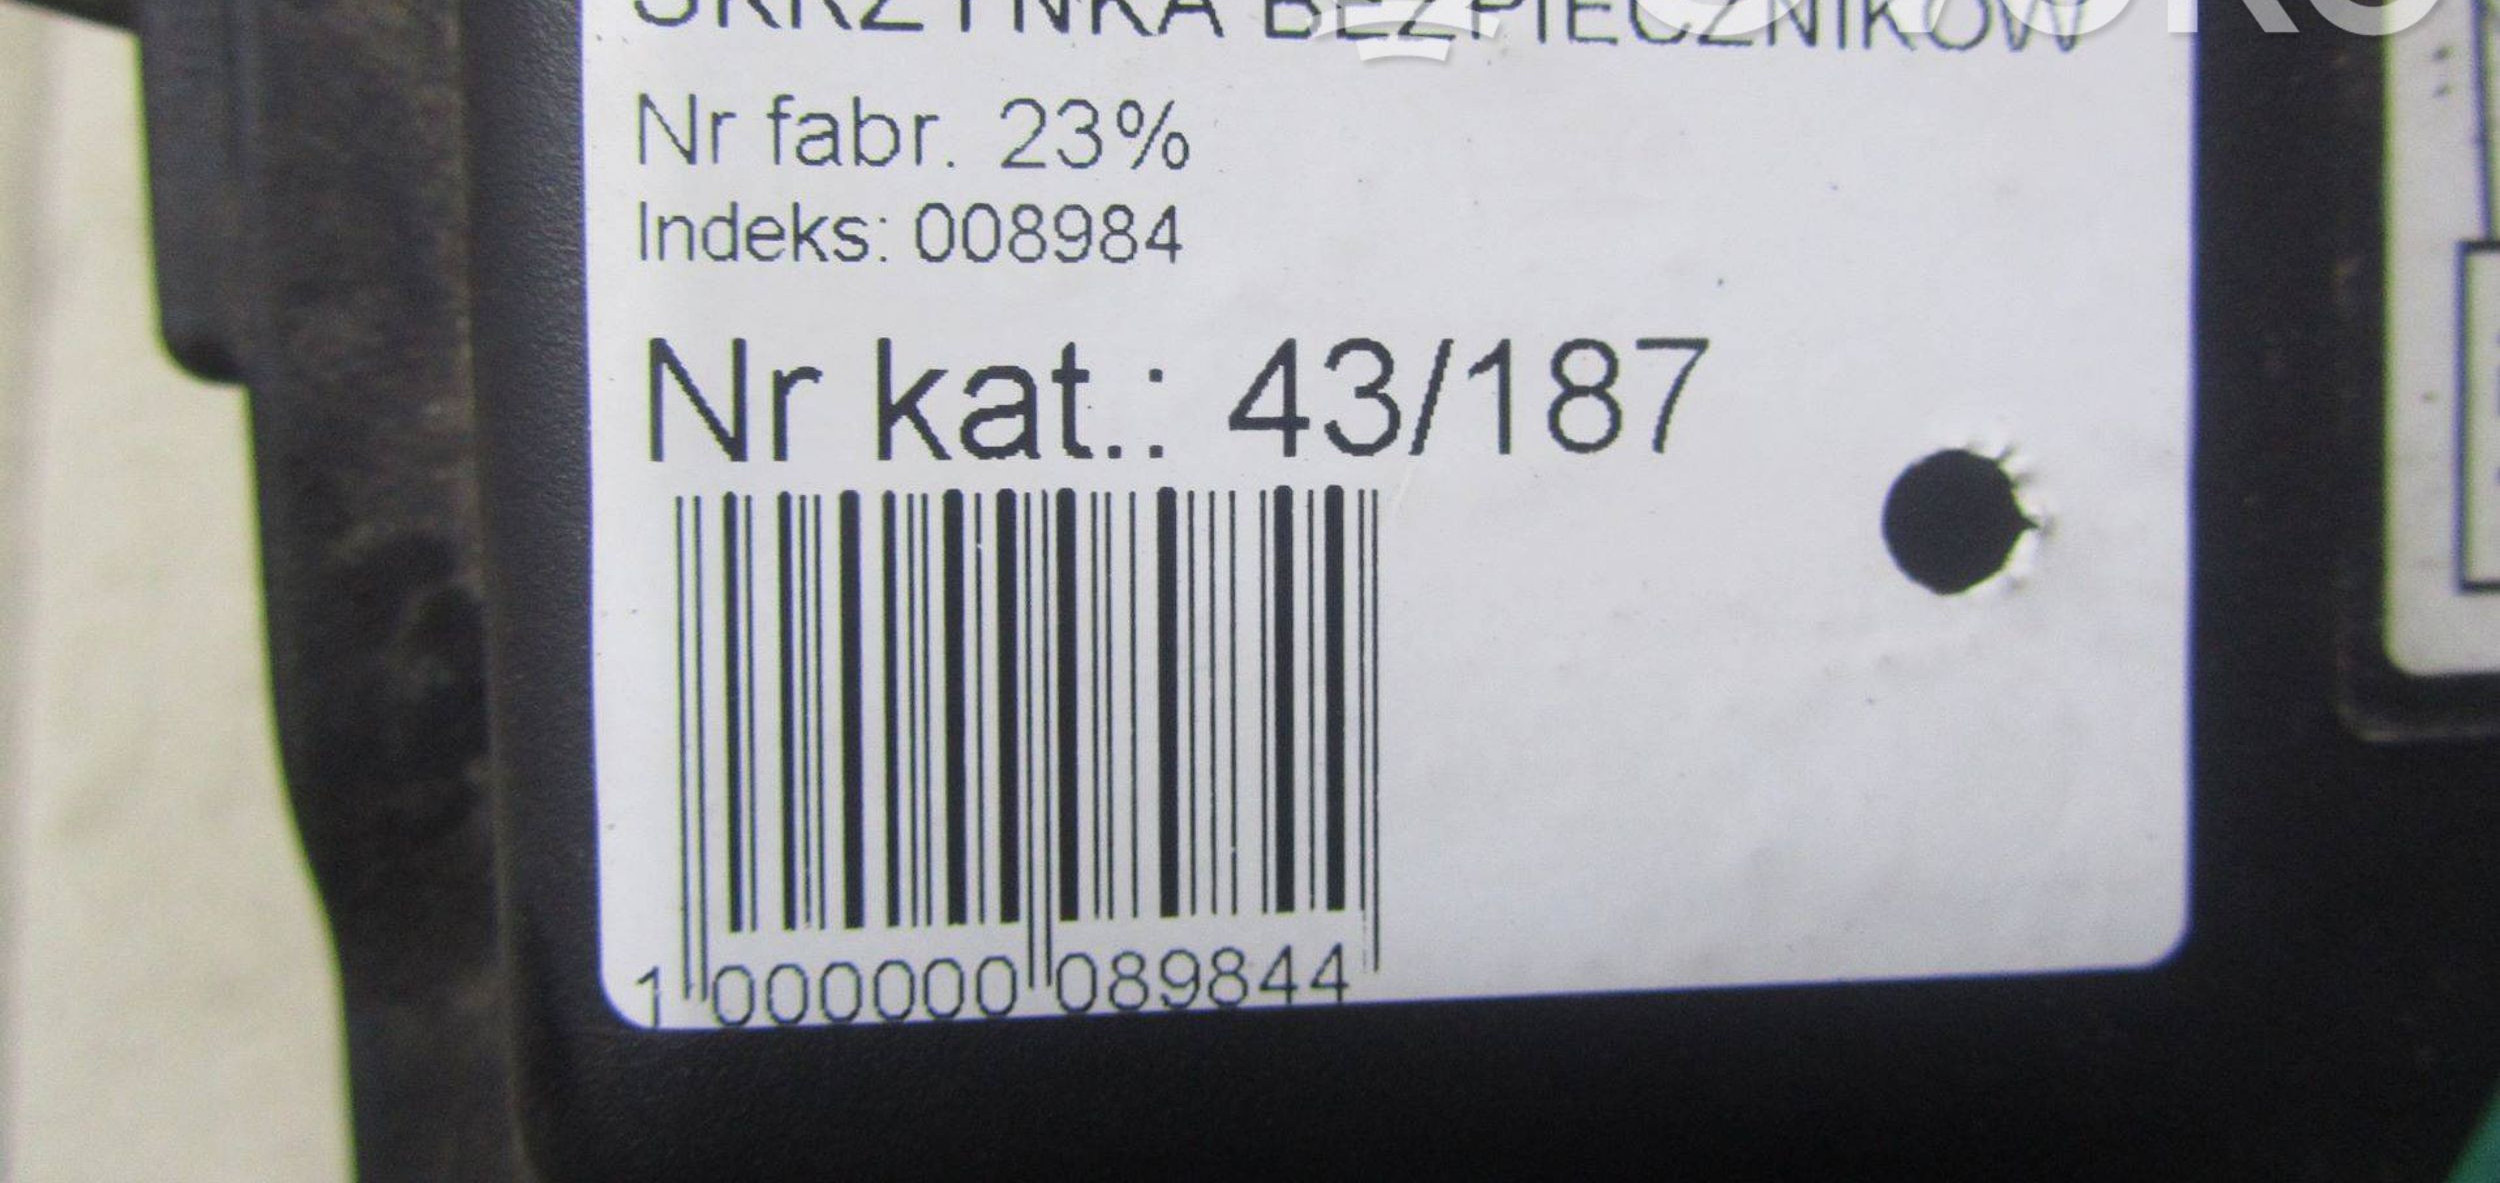 SKRZYNKA BEZPIECZNIKÓW
Nr fabr. 23%
Indeks: 008984
Nr kat.: 43/187
1 000000 089844